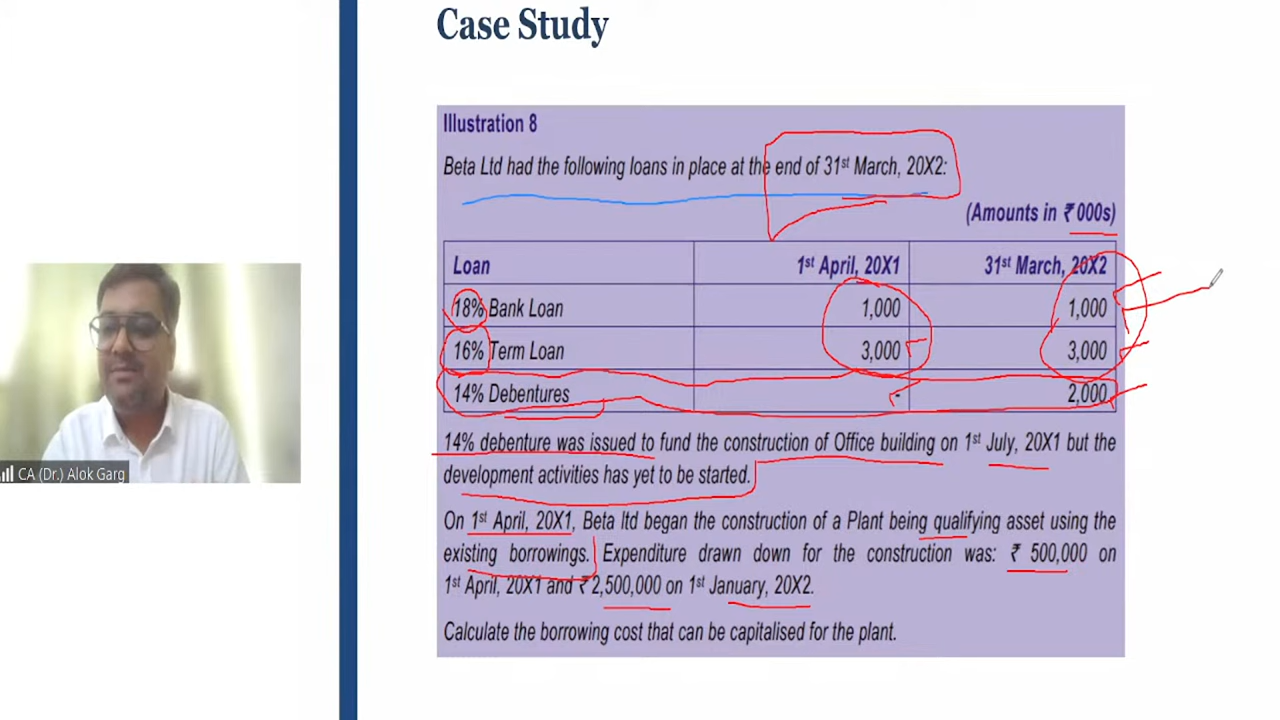 Case Study
Illustration 8
Beta Ltd had the following loans in place at the end of 31st March, 20X2:
(Amounts in ₹ 000s)
Loan 1st April, 20X1 31st March, 20X2
18% Bank Loan 1,000 1,000
16% Term Loan 3,000 3,000
14% Debentures - 2,000
14% debenture was issued to fund the construction of Office building on 1st July, 20X1 but the
development activities has yet to be started.
On 1st April, 20X1, Beta ltd began the construction of a Plant being qualifying asset using the
existing borrowings. Expenditure drawn down for the construction was: ₹ 500,000 on
1st April, 20X1 and ₹ 2,500,000 on 1st January, 20X2.
Calculate the borrowing cost that can be capitalised for the plant.
CA (Dr.) Alok Garg